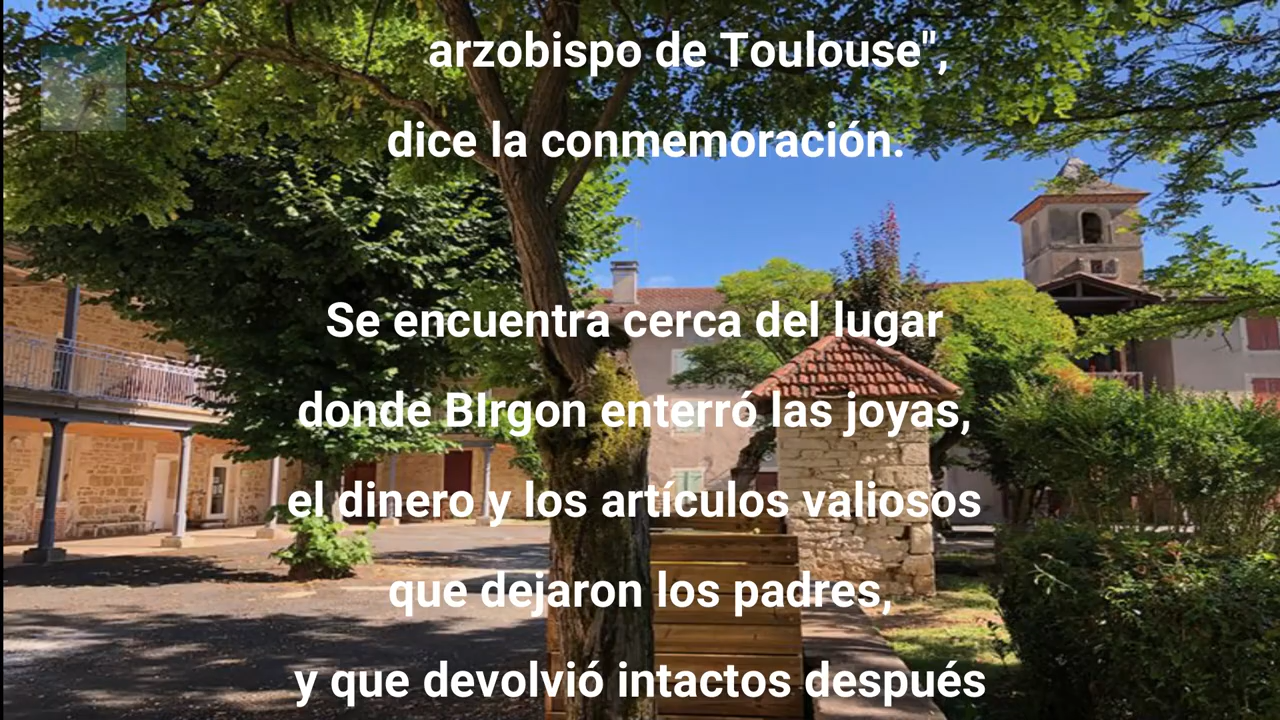 arzobispo de Toulouse",
dice la conmemoración.
Se encuentra cerca del lugar
donde BIrgon enterró las joyas,
el dinero y los artículos valiosos
que dejaron los padres,
y que devolvió intactos después